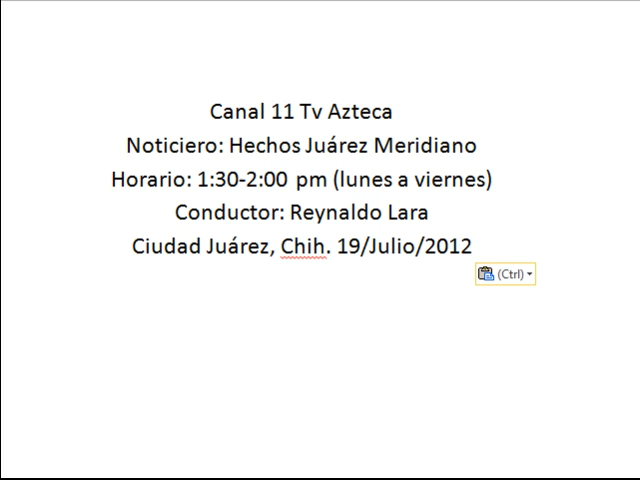 Canal 11 Tv Azteca
Noticiero: Hechos Juárez Meridiano
Horario: 1:30-2:00 pm (lunes a viernes)
Conductor: Reynaldo Lara
Ciudad Juárez, Chih. 19/Julio/2012
(Ctrl)